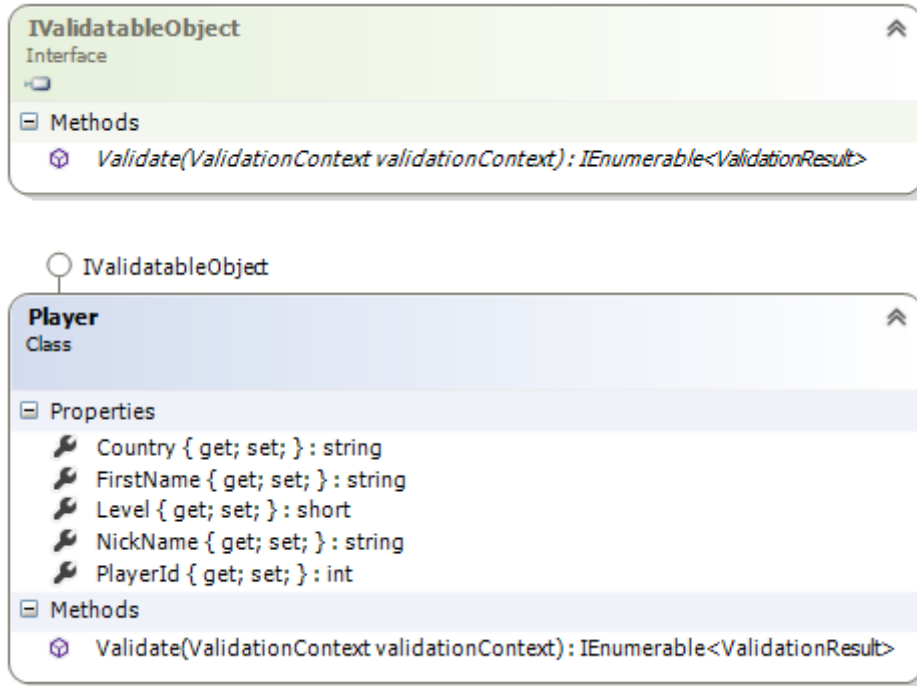 IValidatableObject
Interface
Methods
Validate(ValidationContext validationContext) : IEnumerable<ValidationResult>
IValidatableObject
Player
Class
Properties
Country { get; set; } : string
FirstName { get; set; } : string
Level { get; set; } : short
NickName { get; set; } : string
PlayerId { get; set; } : int
Methods
Validate(ValidationContext validationContext) : IEnumerable<ValidationResult>